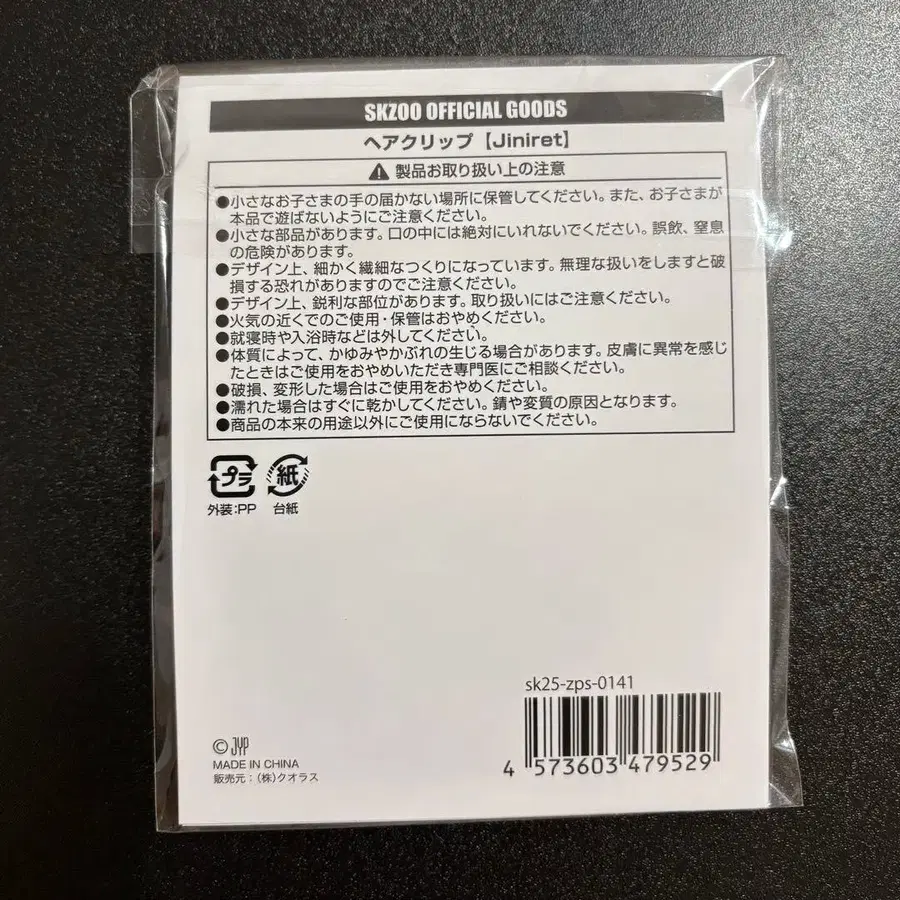 SKZOO OFFICIAL GOODS
ヘアクリップ【Jiniret】
製品お取り扱い上の注意
●小さなお子さまの手の届かない場所に保管してください。また、お子さまが
本品で遊ばないようにご注意ください。
●小さな部品があります。口の中には絶対にいれないでください。誤飲、窒息
の危険があります。
●デザイン上、細かく繊細なつくりになっています。無理な扱いをしますと破
損する恐れがありますのでご注意ください。
●デザイン上、鋭利な部位があります。取り扱いにはご注意ください。
●火気の近くでのご使用・保管はおやめください。
●就寝時や入浴時などは外してください。
●体質によって、かゆみやかぶれの生じる場合があります。皮膚に異常を感じ
たときはご使用をおやめいただき専門医にご相談ください。
●破損、変形した場合はご使用をおやめください。
●濡れた場合はすぐに乾かしてください。錆や変質の原因となります。
●商品の本来の用途以外にご使用にならないでください。
プラ 紙
外装:PP 台紙
sk25-zps-0141
4 573603 479529
© JYP
MADE IN CHINA
販売元:(株)クオラス